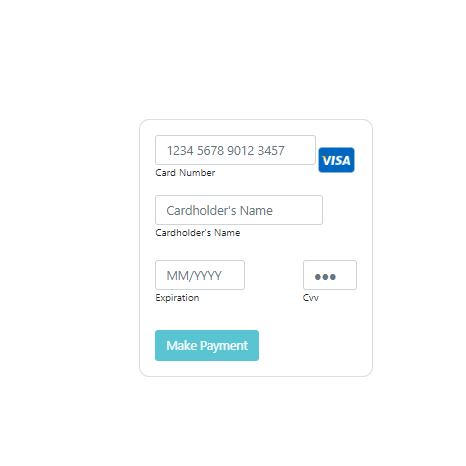 1234 5678 9012 3457
VISA
Card Number
Cardholder's Name
Cardholder's Name
MM/YYYY
●●●
Expiration
Cvv
Make Payment